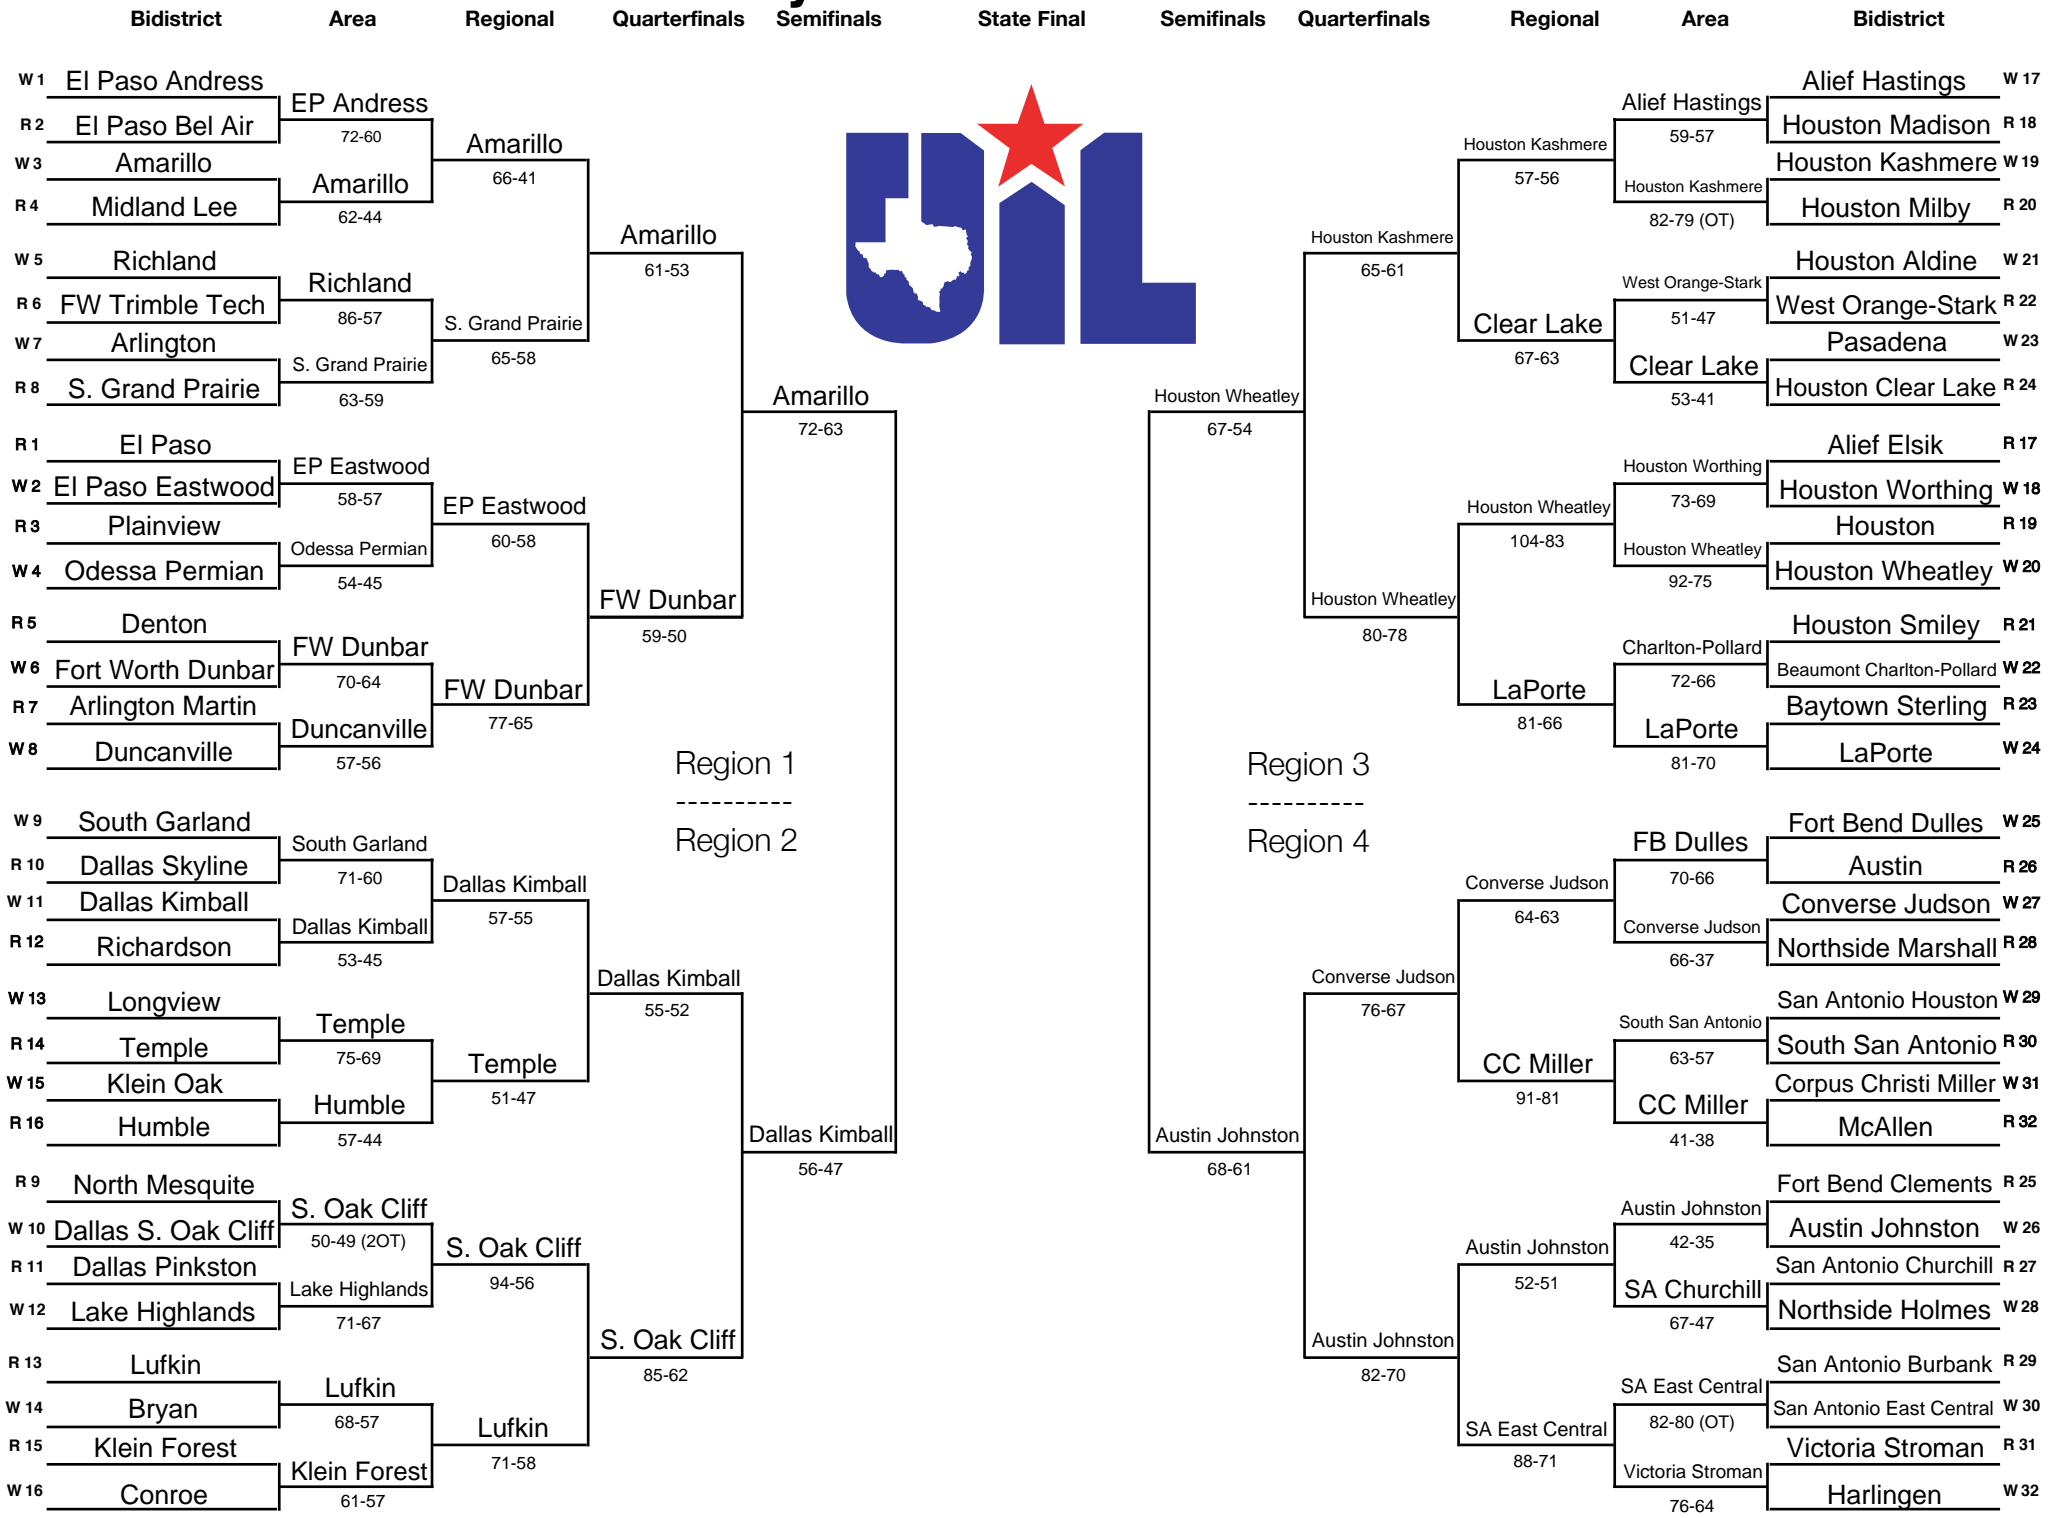 y
Bidistrict Area Regional Quarterfinals Semifinals State Final Semifinals Quarterfinals Regional Area Bidistrict
W 1 El Paso Andress
EP Andress
R 2 El Paso Bel Air
72-60
Amarillo
W 3 Amarillo
66-41
Amarillo
R 4 Midland Lee
62-44
Amarillo
W 5 Richland
61-53
Richland
R 6 FW Trimble Tech
86-57
S. Grand Prairie
W 7 Arlington
65-58
S. Grand Prairie
R 8 S. Grand Prairie
63-59
Amarillo
72-63
R 1 El Paso
EP Eastwood
W 2 El Paso Eastwood
58-57
EP Eastwood
R 3 Plainview
60-58
Odessa Permian
W 4 Odessa Permian
54-45
FW Dunbar
R 5 Denton
59-50
FW Dunbar
W 6 Fort Worth Dunbar
70-64
FW Dunbar
R 7 Arlington Martin
77-65
Duncanville
W 8 Duncanville
57-56
Region 1
----------
Region 2
W 9 South Garland
South Garland
R 10 Dallas Skyline
71-60
Dallas Kimball
W 11 Dallas Kimball
57-55
Dallas Kimball
R 12 Richardson
53-45
Dallas Kimball
W 13 Longview
55-52
Temple
R 14 Temple
75-69
Temple
W 15 Klein Oak
51-47
Humble
R 16 Humble
57-44
Dallas Kimball
56-47
R 9 North Mesquite
S. Oak Cliff
W 10 Dallas S. Oak Cliff
50-49 (2OT)
S. Oak Cliff
R 11 Dallas Pinkston
94-56
Lake Highlands
W 12 Lake Highlands
71-67
S. Oak Cliff
R 13 Lufkin
85-62
Lufkin
W 14 Bryan
68-57
Lufkin
R 15 Klein Forest
71-58
Klein Forest
W 16 Conroe
61-57
UIL
Alief Hastings W 17
Alief Hastings
Houston Madison R 18
59-57
Houston Kashmere
Houston Kashmere W 19
57-56
Houston Kashmere
Houston Milby R 20
82-79 (OT)
Houston Kashmere
Houston Aldine W 21
65-61
West Orange-Stark
West Orange-Stark R 22
51-47
Clear Lake
Pasadena W 23
67-63
Clear Lake
Houston Clear Lake R 24
53-41
Houston Wheatley
67-54
Alief Elsik R 17
Houston Worthing
Houston Worthing W 18
73-69
Houston Wheatley
Houston R 19
104-83
Houston Wheatley
Houston Wheatley W 20
92-75
Houston Wheatley
Houston Smiley R 21
80-78
Charlton-Pollard
Beaumont Charlton-Pollard W 22
72-66
LaPorte
Baytown Sterling R 23
81-66
LaPorte
LaPorte W 24
81-70
Region 3
----------
Region 4
Fort Bend Dulles W 25
FB Dulles
Austin R 26
70-66
Converse Judson
Converse Judson W 27
64-63
Converse Judson
Northside Marshall R 28
66-37
Converse Judson
San Antonio Houston W 29
76-67
South San Antonio
South San Antonio R 30
63-57
CC Miller
Corpus Christi Miller W 31
91-81
CC Miller
McAllen R 32
41-38
Austin Johnston
68-61
Fort Bend Clements R 25
Austin Johnston
Austin Johnston W 26
42-35
Austin Johnston
San Antonio Churchill R 27
52-51
SA Churchill
Northside Holmes W 28
67-47
Austin Johnston
San Antonio Burbank R 29
82-70
SA East Central
San Antonio East Central W 30
82-80 (OT)
SA East Central
Victoria Stroman R 31
88-71
Victoria Stroman
Harlingen W 32
76-64